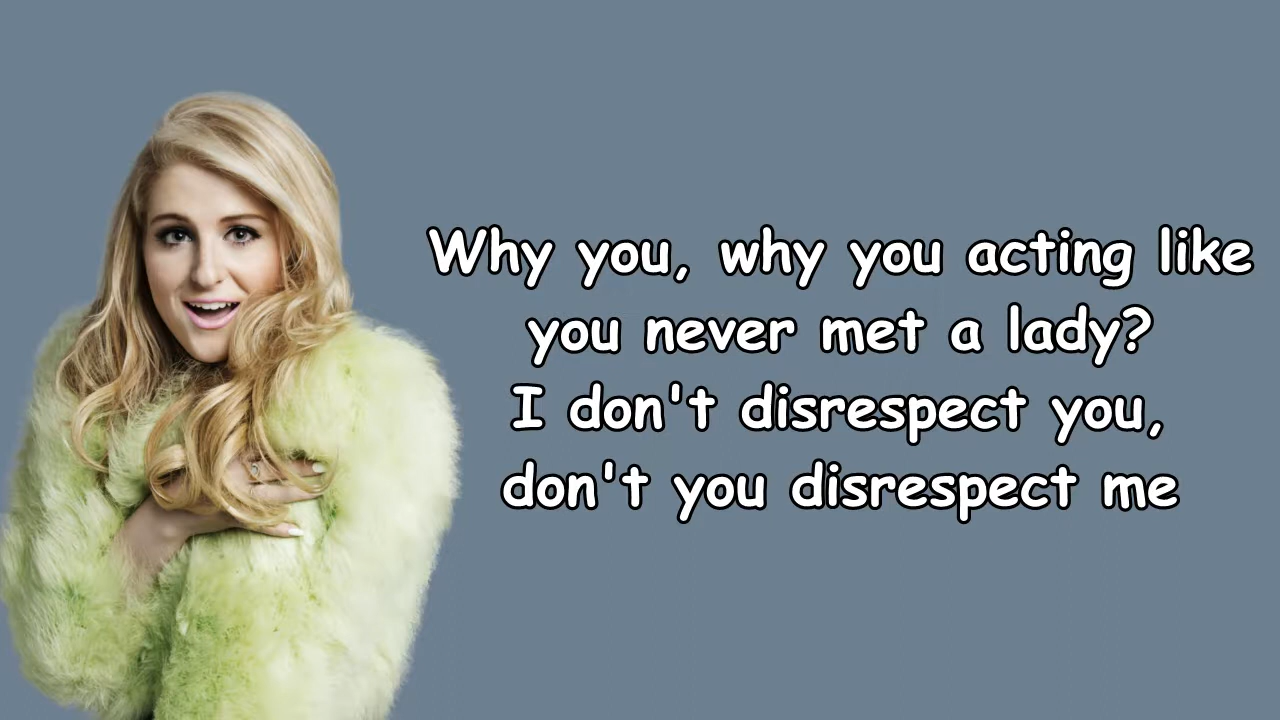 Why you, why you acting like
you never met a lady?
I don't disrespect you,
don't you disrespect me